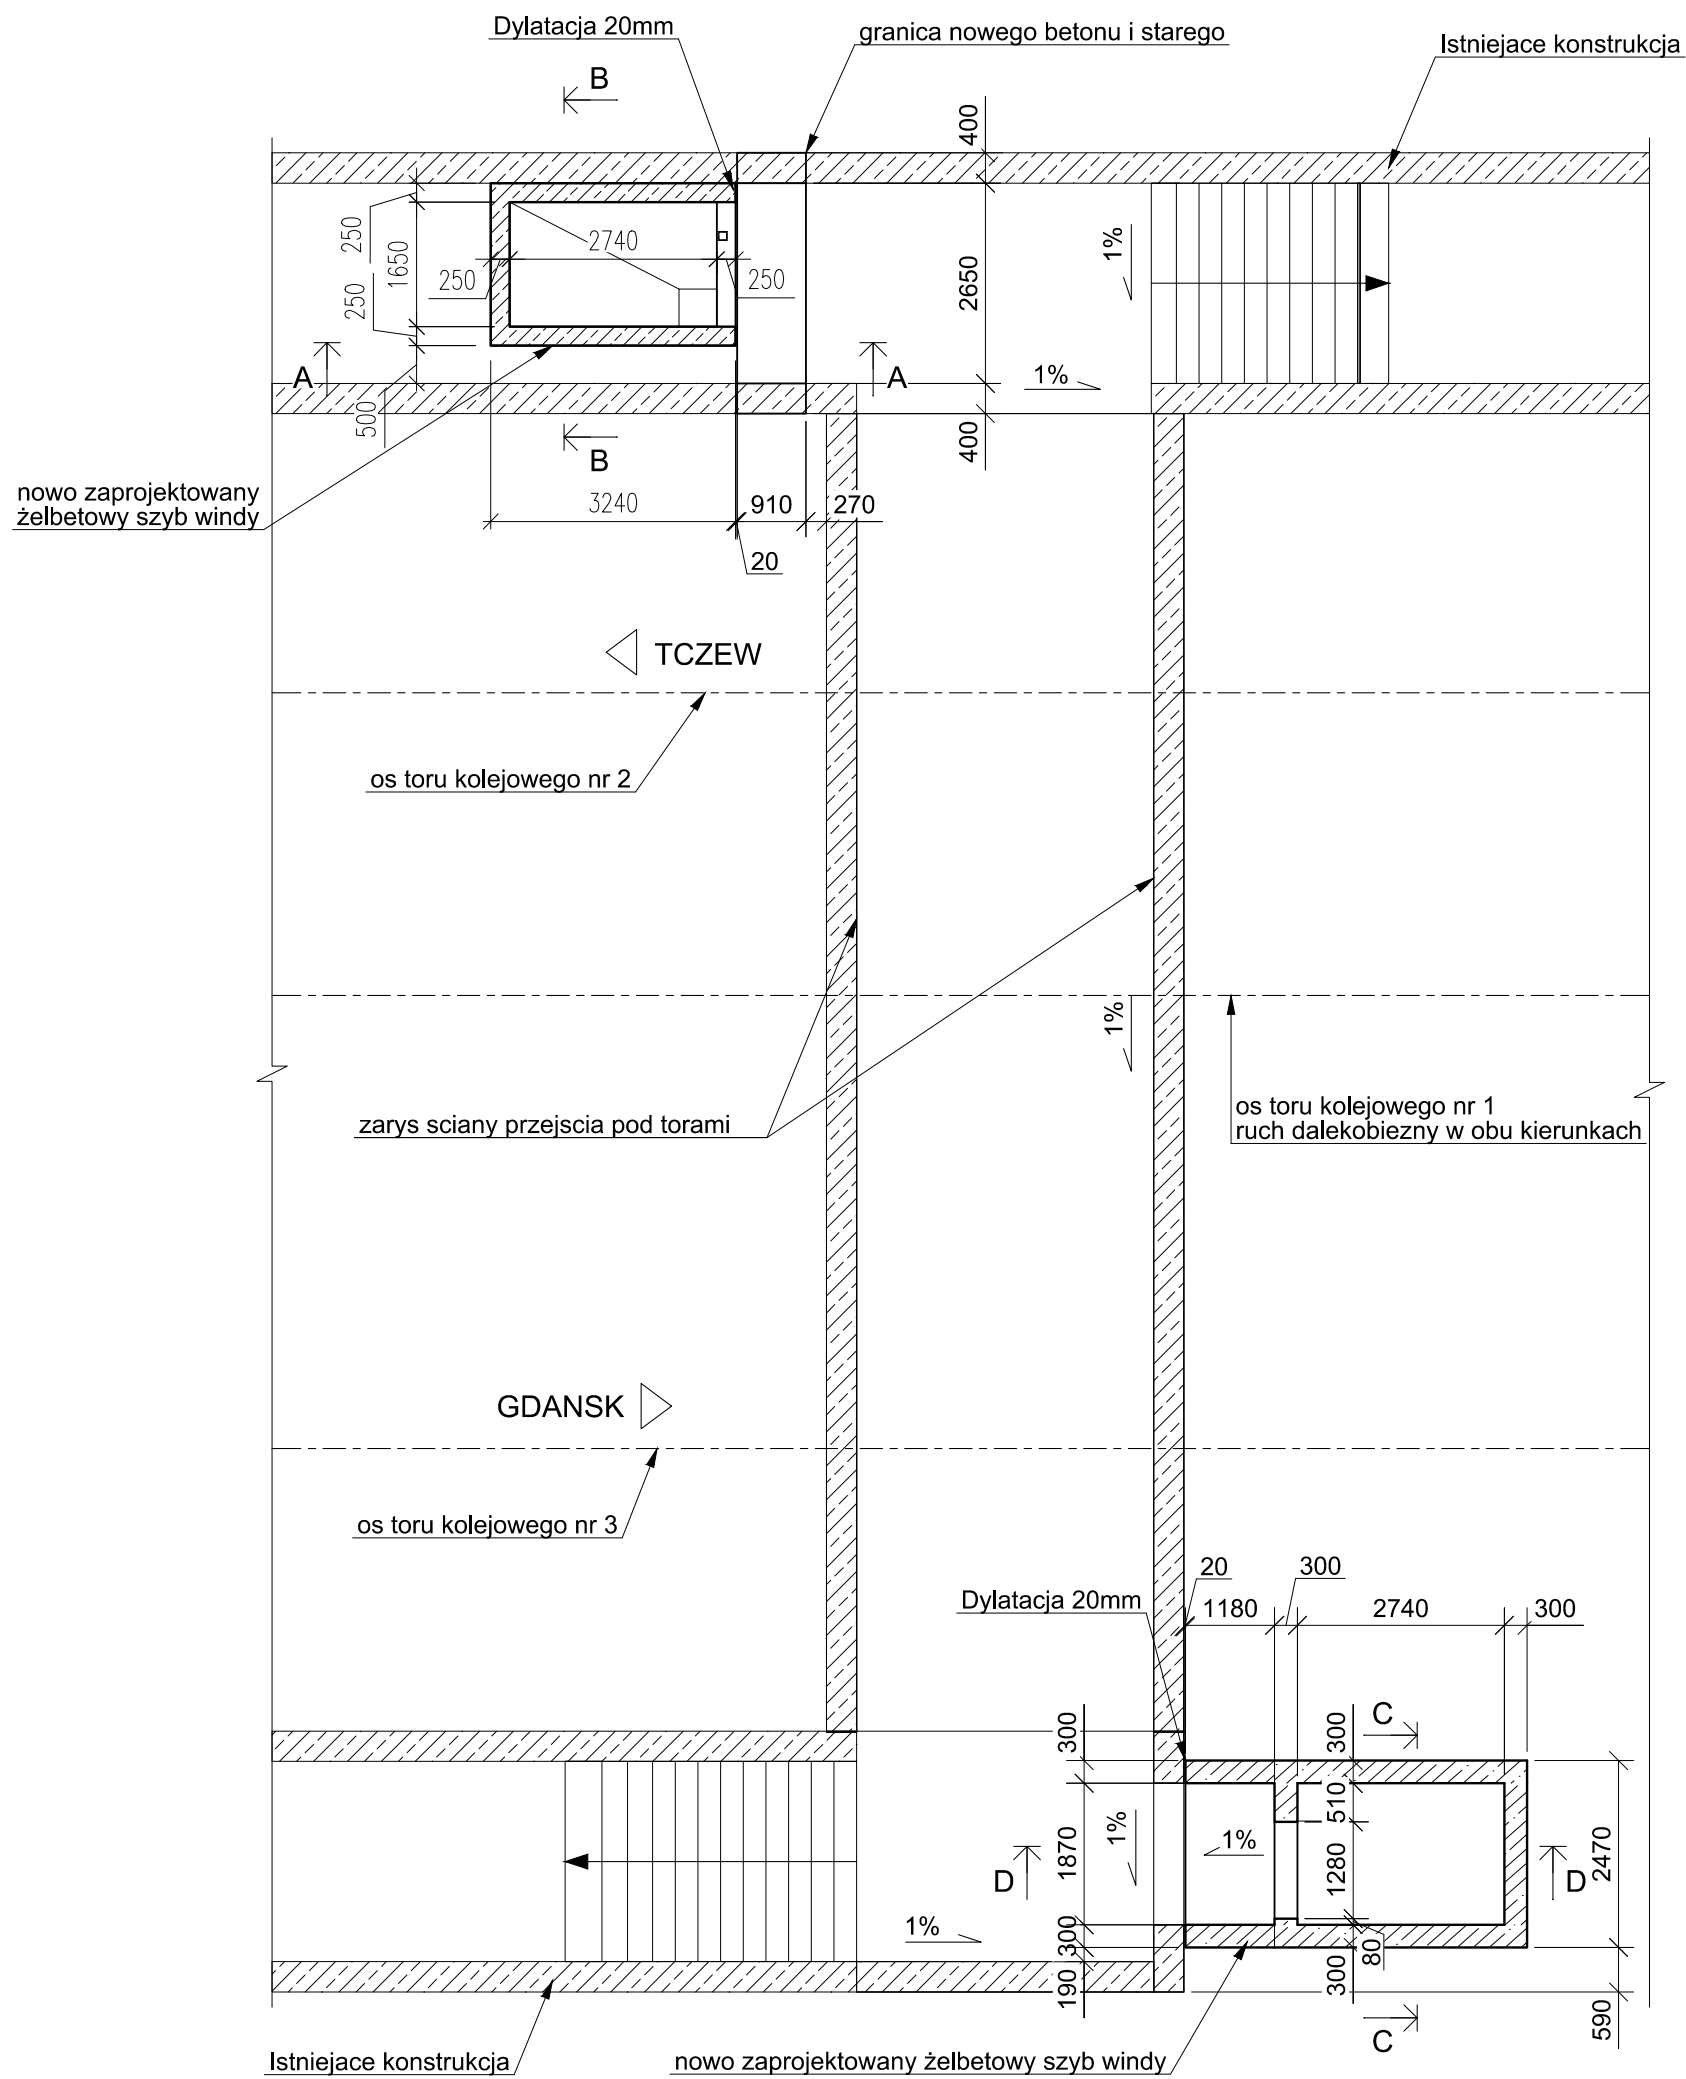 Dylatacja 20mm
granica nowego betonu i starego
Istniejace konstrukcja
B
400
250
1650
250
2740
250
250
1%
2650
A
A
1%
500
400
B
nowo zaprojektowany
żelbetowy szyb windy
3240
910
270
20
TCZEW
os toru kolejowego nr 2
1%
zarys sciany przejscia pod torami
os toru kolejowego nr 1
ruch dalekobiezny w obu kierunkach
GDANSK
os toru kolejowego nr 3
20
300
Dylatacja 20mm
1180
2740
300
C
300
300
510
1870
1%
1%
1280
2470
D
D
1%
300
80
190
300
590
C
Istniejace konstrukcja
nowo zaprojektowany żelbetowy szyb windy